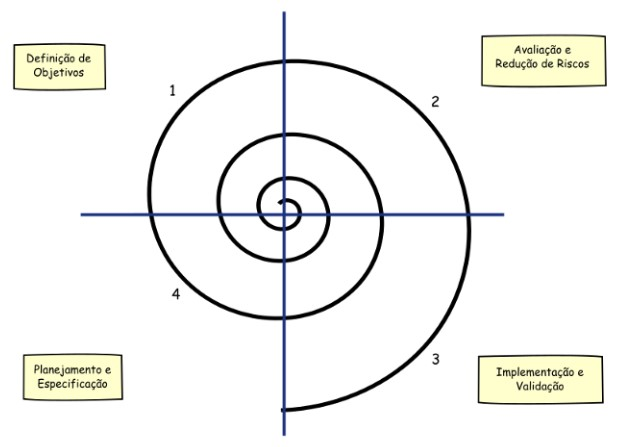 Definição de
Objetivos
Avaliação e
Redução de Riscos
1
2
4
3
Planejamento e
Especificação
Implementação e
Validação